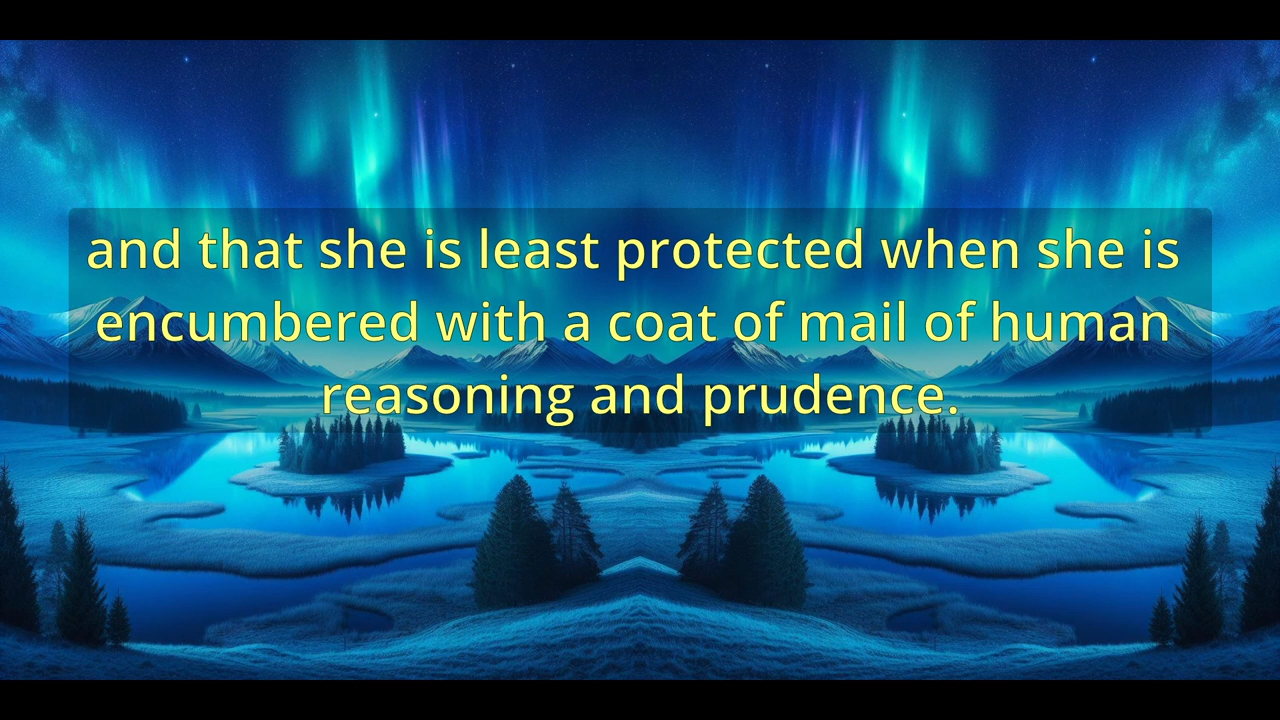 and that she is least protected when she is
encumbered with a coat of mail of human
reasoning and prudence.